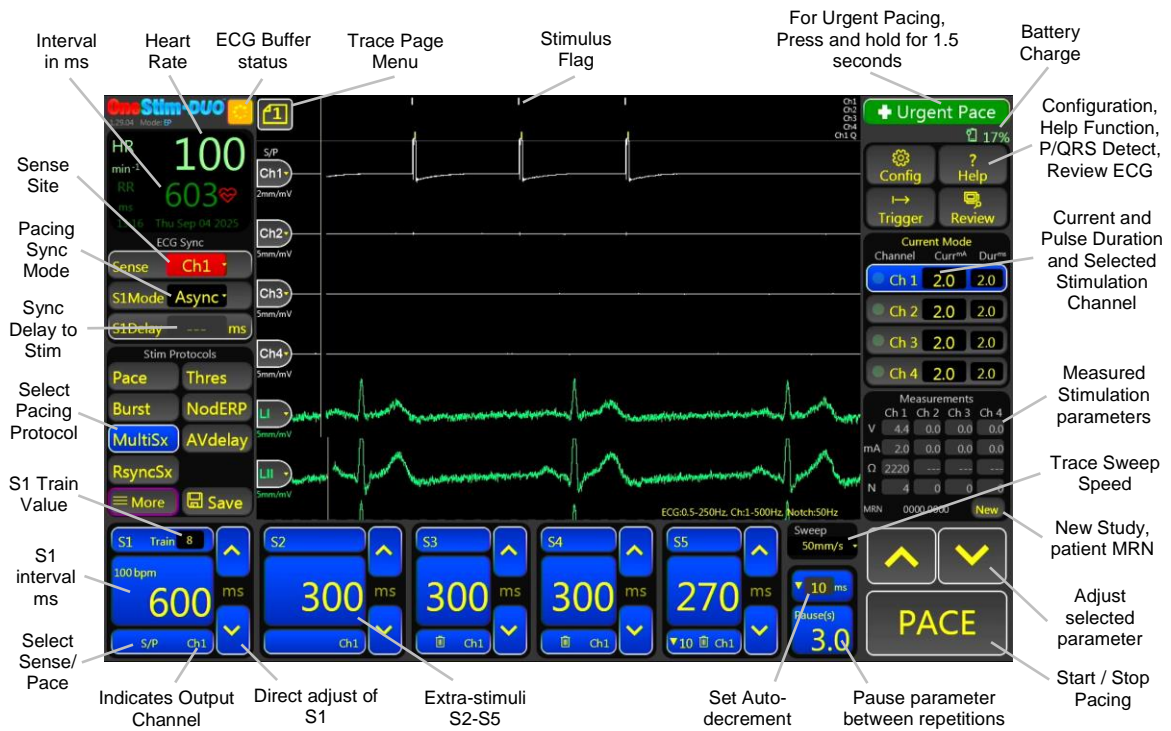 Interval
in ms
Heart
Rate
ECG Buffer
status
Trace Page
Menu
Stimulus
Flag
For Urgent Pacing,
Press and hold for 1.5
seconds
Battery
Charge
Sense
Site
Pacing
Sync
Mode
Sync
Delay to
Stim
Select
Pacing
Protocol
S1 Train
Value
S1
interval
ms
Select
Sense/
Pace
OneStim-DUO
1.29.04 Mode: EP
HR
min-1
100
RR
ms
603
13:16 Thu Sep 04 2025
ECG Sync
Sense Ch1
S1Mode Async
S1Delay --- ms
Stim Protocols
Pace Thres
Burst NodERP
MultiSx AVdelay
RsyncSx
More Save
1
S/P
Ch1
2mm/mV
Ch2
5mm/mV
Ch3
5mm/mV
Ch4
5mm/mV
LI
5mm/mV
LII
5mm/mV
Ch1
Ch2
Ch3
Ch4
Ch1 Q
ECG:0.5-250Hz, Ch:1-500Hz, Notch:50Hz
Urgent Pace
17%
Config
? Help
Trigger Review
Current Mode
Channel Curr mA Dur ms
Ch 1 2.0 2.0
Ch 2 2.0 2.0
Ch 3 2.0 2.0
Ch 4 2.0 2.0
Measurements
Ch 1 Ch 2 Ch 3 Ch 4
V 4.4 0.0 0.0 0.0
mA 2.0 0.0 0.0 0.0
Ω 2220 --- --- ---
N 4 0 0 0
MRN 0000.0000 New
S1 Train 8
100 bpm
600 ms
S/P Ch1
S2
300 ms
Ch1
S3
300 ms
Ch1
S4
300 ms
Ch1
S5
270 ms
▼10 Ch1
Sweep
50mm/s
▼ 10 ms
Pause(s)
3.0
PACE
Configuration,
Help Function,
P/QRS Detect,
Review ECG
Current and
Pulse Duration
and Selected
Stimulation
Channel
Measured
Stimulation
parameters
Trace Sweep
Speed
New Study,
patient MRN
Adjust
selected
parameter
Start / Stop
Pacing
Indicates Output
Channel
Direct adjust of
S1
Extra-stimuli
S2-S5
Set Auto-
decrement
Pause parameter
between repetitions